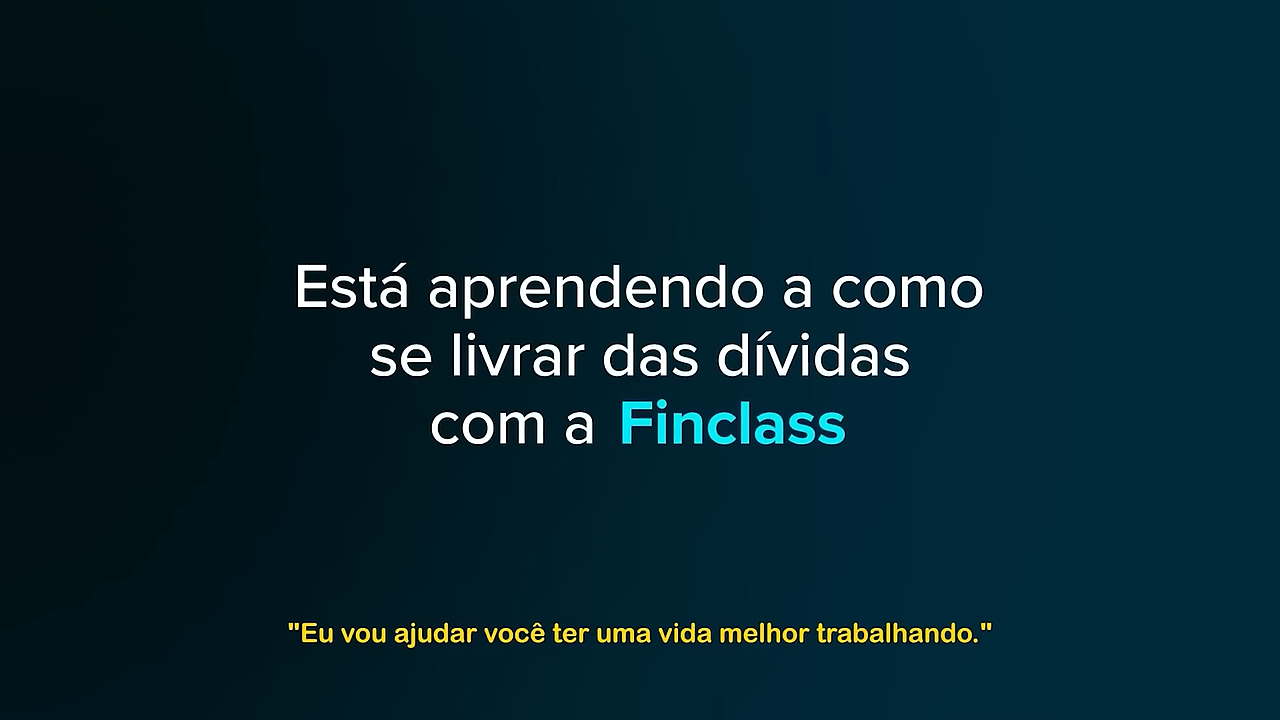 Está aprendendo a como
se livrar das dívidas
com a Finclass
"Eu vou ajudar você ter uma vida melhor trabalhando."